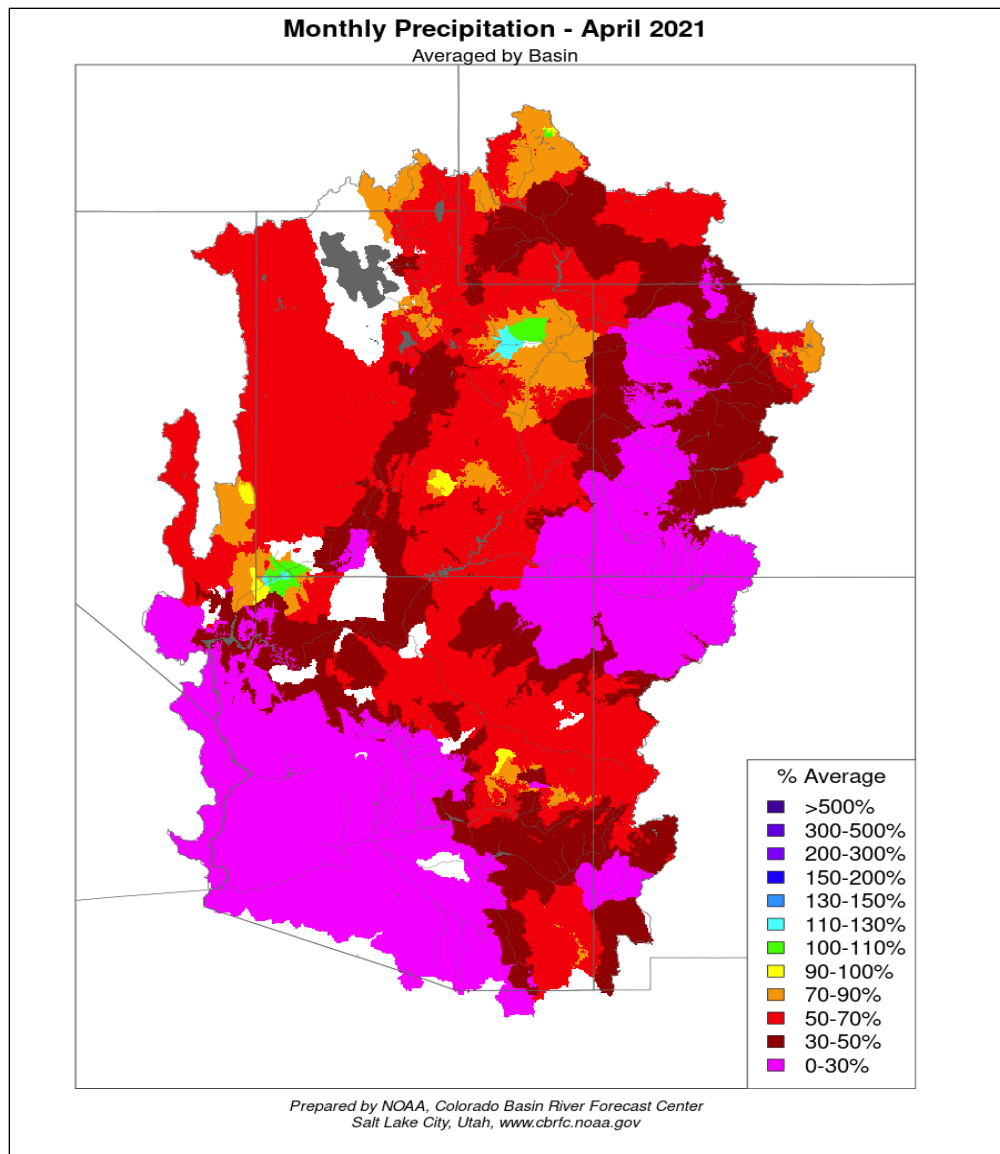 Monthly Precipitation - April 2021
Averaged by Basin
% Average
>500%
300-500%
200-300%
150-200%
130-150%
110-130%
100-110%
90-100%
70-90%
50-70%
30-50%
0-30%
Prepared by NOAA, Colorado Basin River Forecast Center
Salt Lake City, Utah, www.cbrfc.noaa.gov